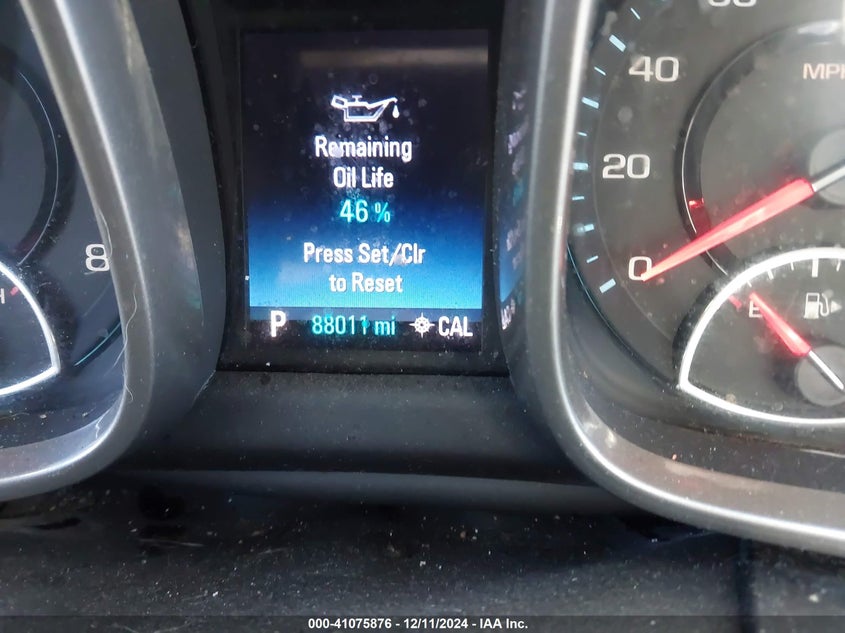 Remaining
Oil Life
46 %
Press Set/Clr
to Reset
P 88011 mi CAL
8
H
40
20
0
MPH
E
000-41075876 - 12/11/2024 - IAA Inc.